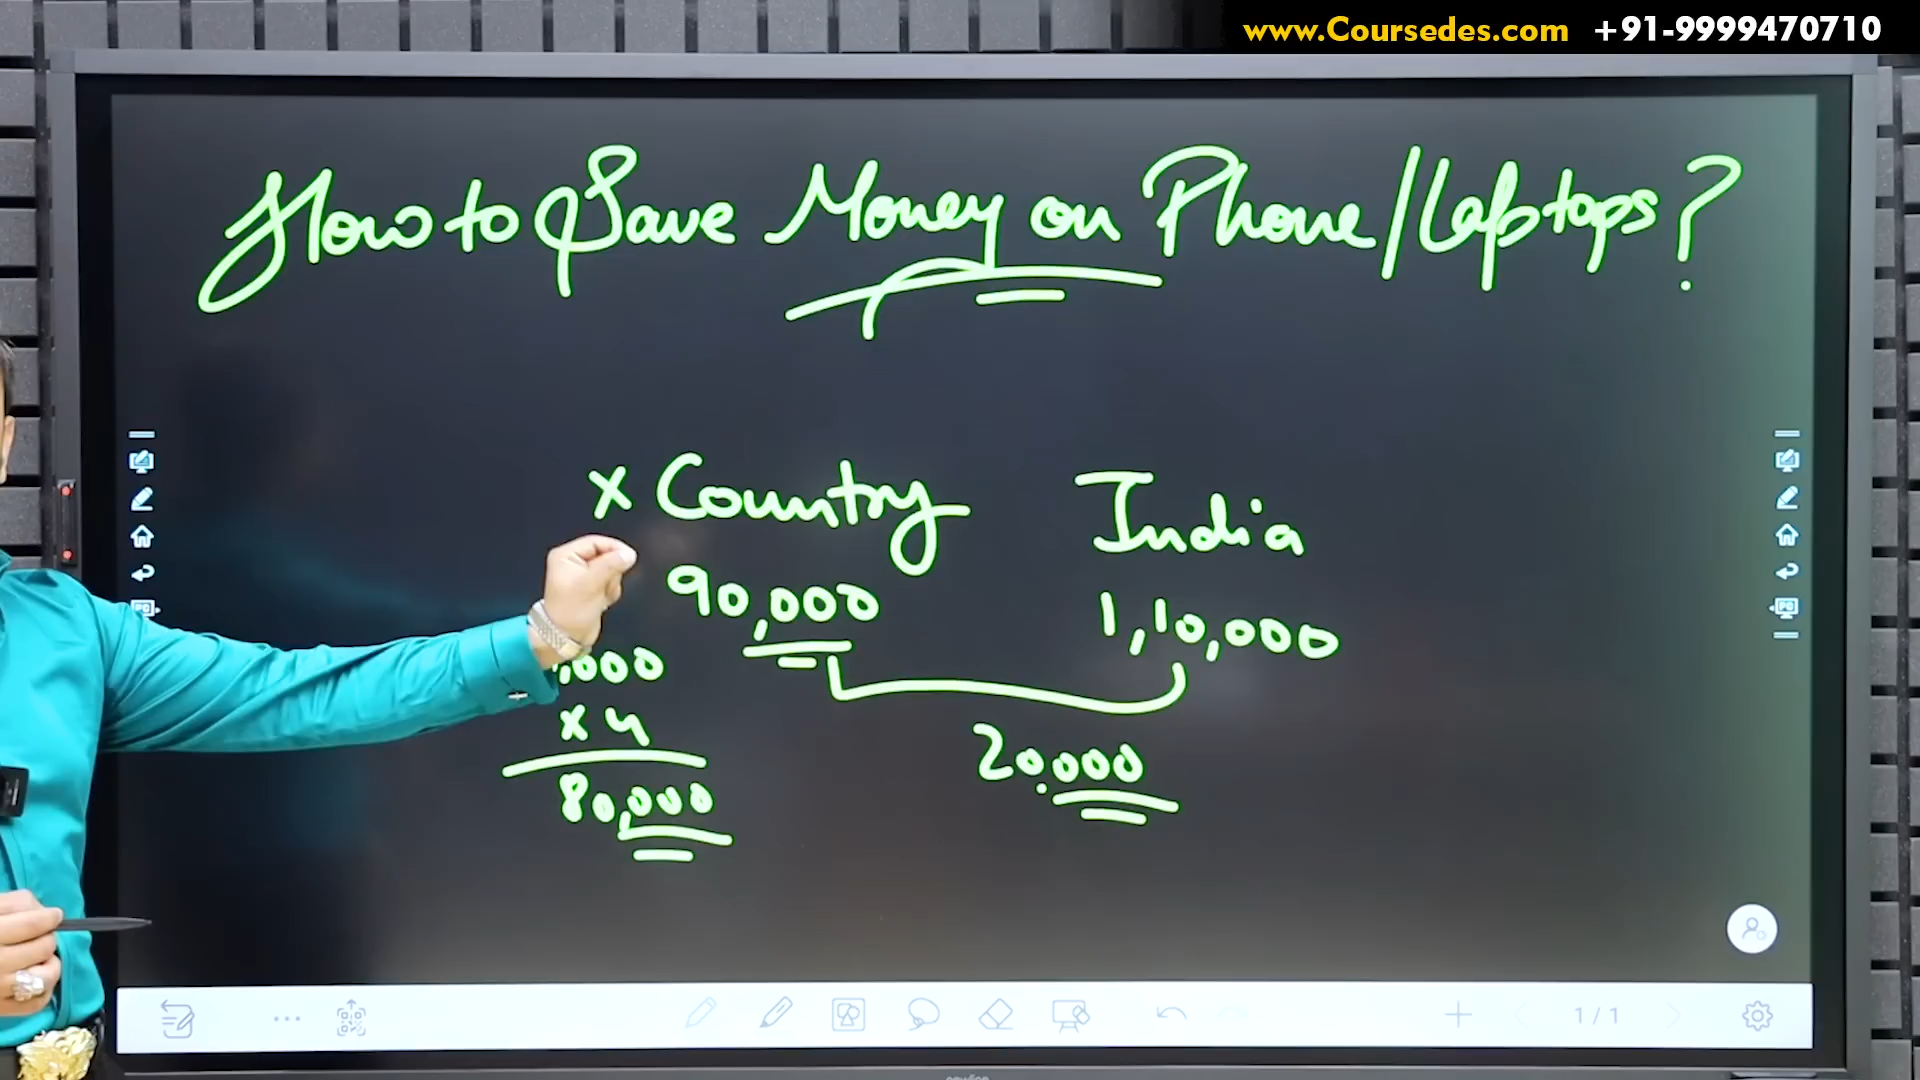 www.Coursedes.com +91-9999470710
How to Save Money on Phone/Laptops?
x Country India
90,000 1,10,000
,000
x 4
80,000
20,000
1/1